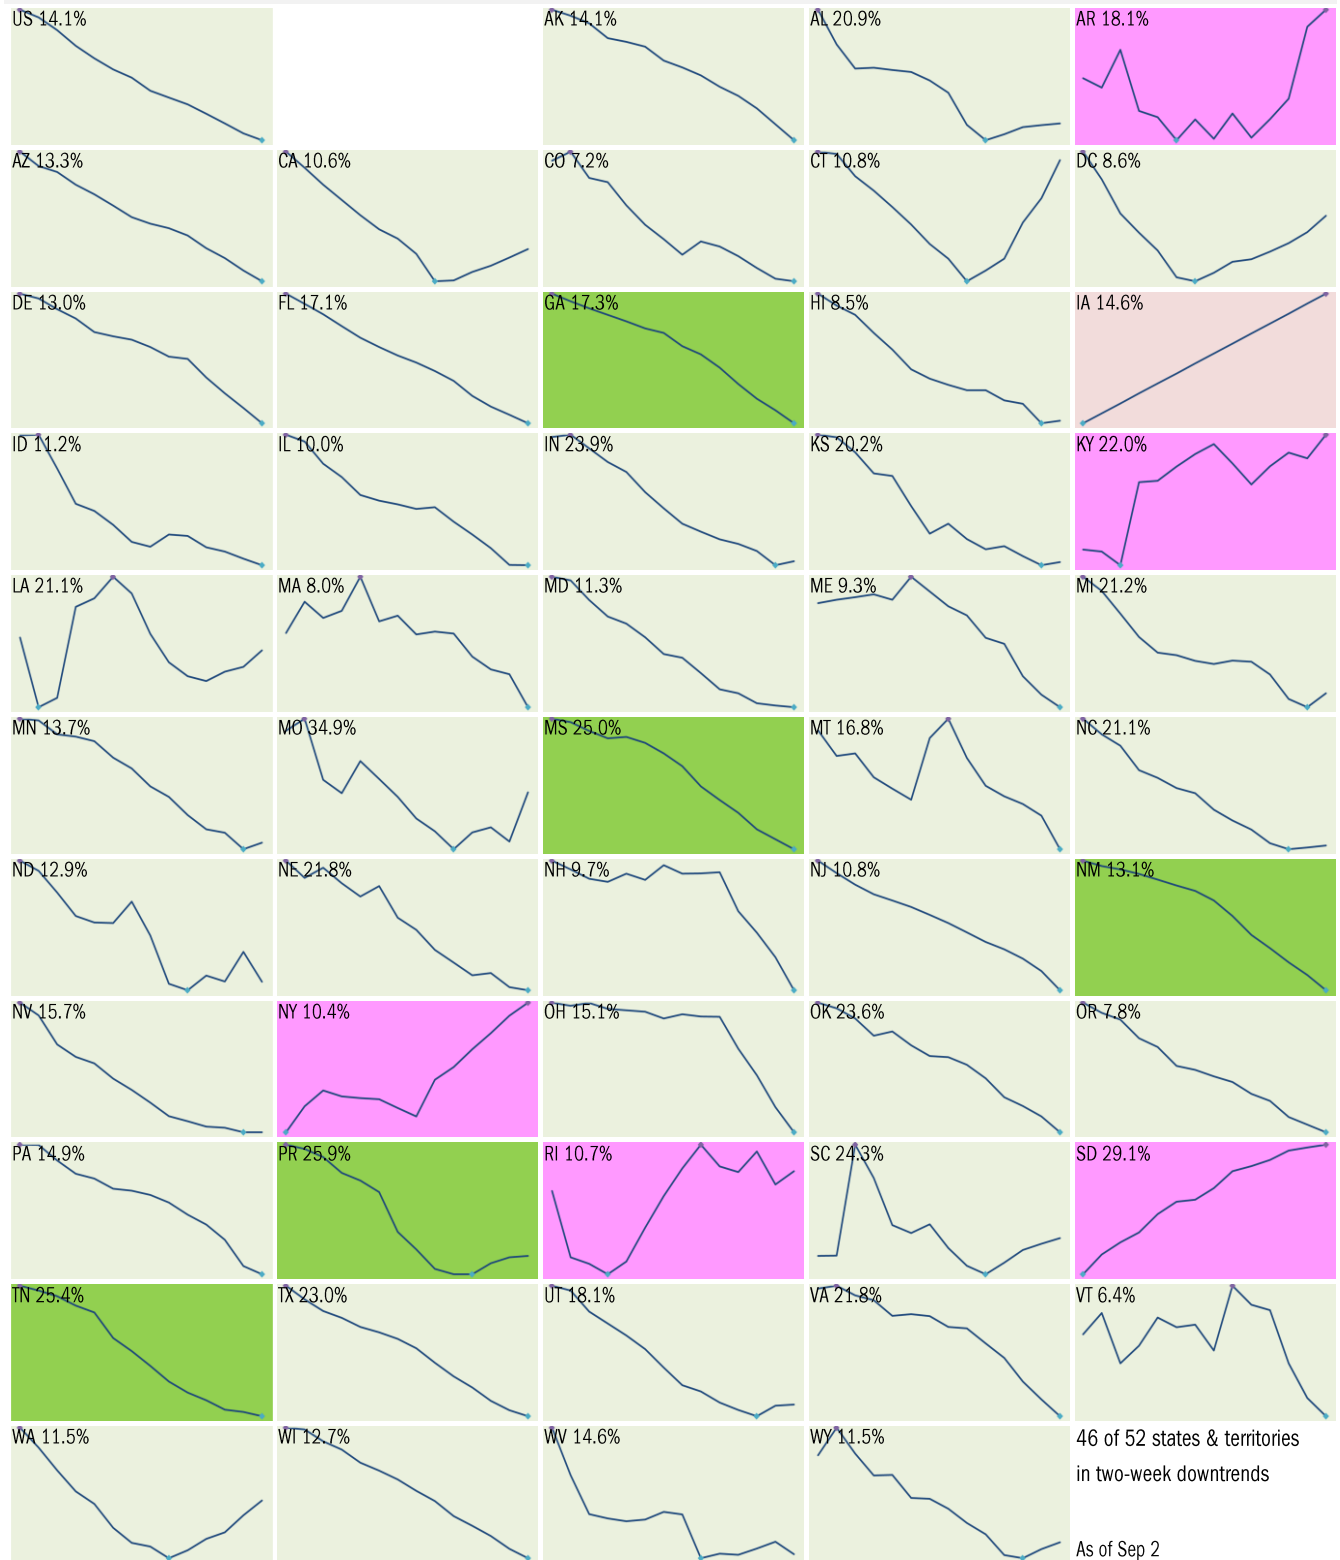 US 14.1%
AK 14.1%
AL 20.9%
AR 18.1%
AZ 13.3%
CA 10.6%
CO 7.2%
CT 10.8%
DC 8.6%
DE 13.0%
FL 17.1%
GA 17.3%
HI 8.5%
IA 14.6%
ID 11.2%
IL 10.0%
IN 23.9%
KS 20.2%
KY 22.0%
LA 21.1%
MA 8.0%
MD 11.3%
ME 9.3%
MI 21.2%
MN 13.7%
MO 34.9%
MS 25.0%
MT 16.8%
NC 21.1%
ND 12.9%
NE 21.8%
NH 9.7%
NJ 10.8%
NM 13.1%
NV 15.7%
NY 10.4%
OH 15.1%
OK 23.6%
OR 7.8%
PA 14.9%
PR 25.9%
RI 10.7%
SC 24.3%
SD 29.1%
TN 25.4%
TX 23.0%
UT 18.1%
VA 21.8%
VT 6.4%
WA 11.5%
WI 12.7%
WV 14.6%
WY 11.5%
46 of 52 states & territories
in two-week downtrends
As of Sep 2